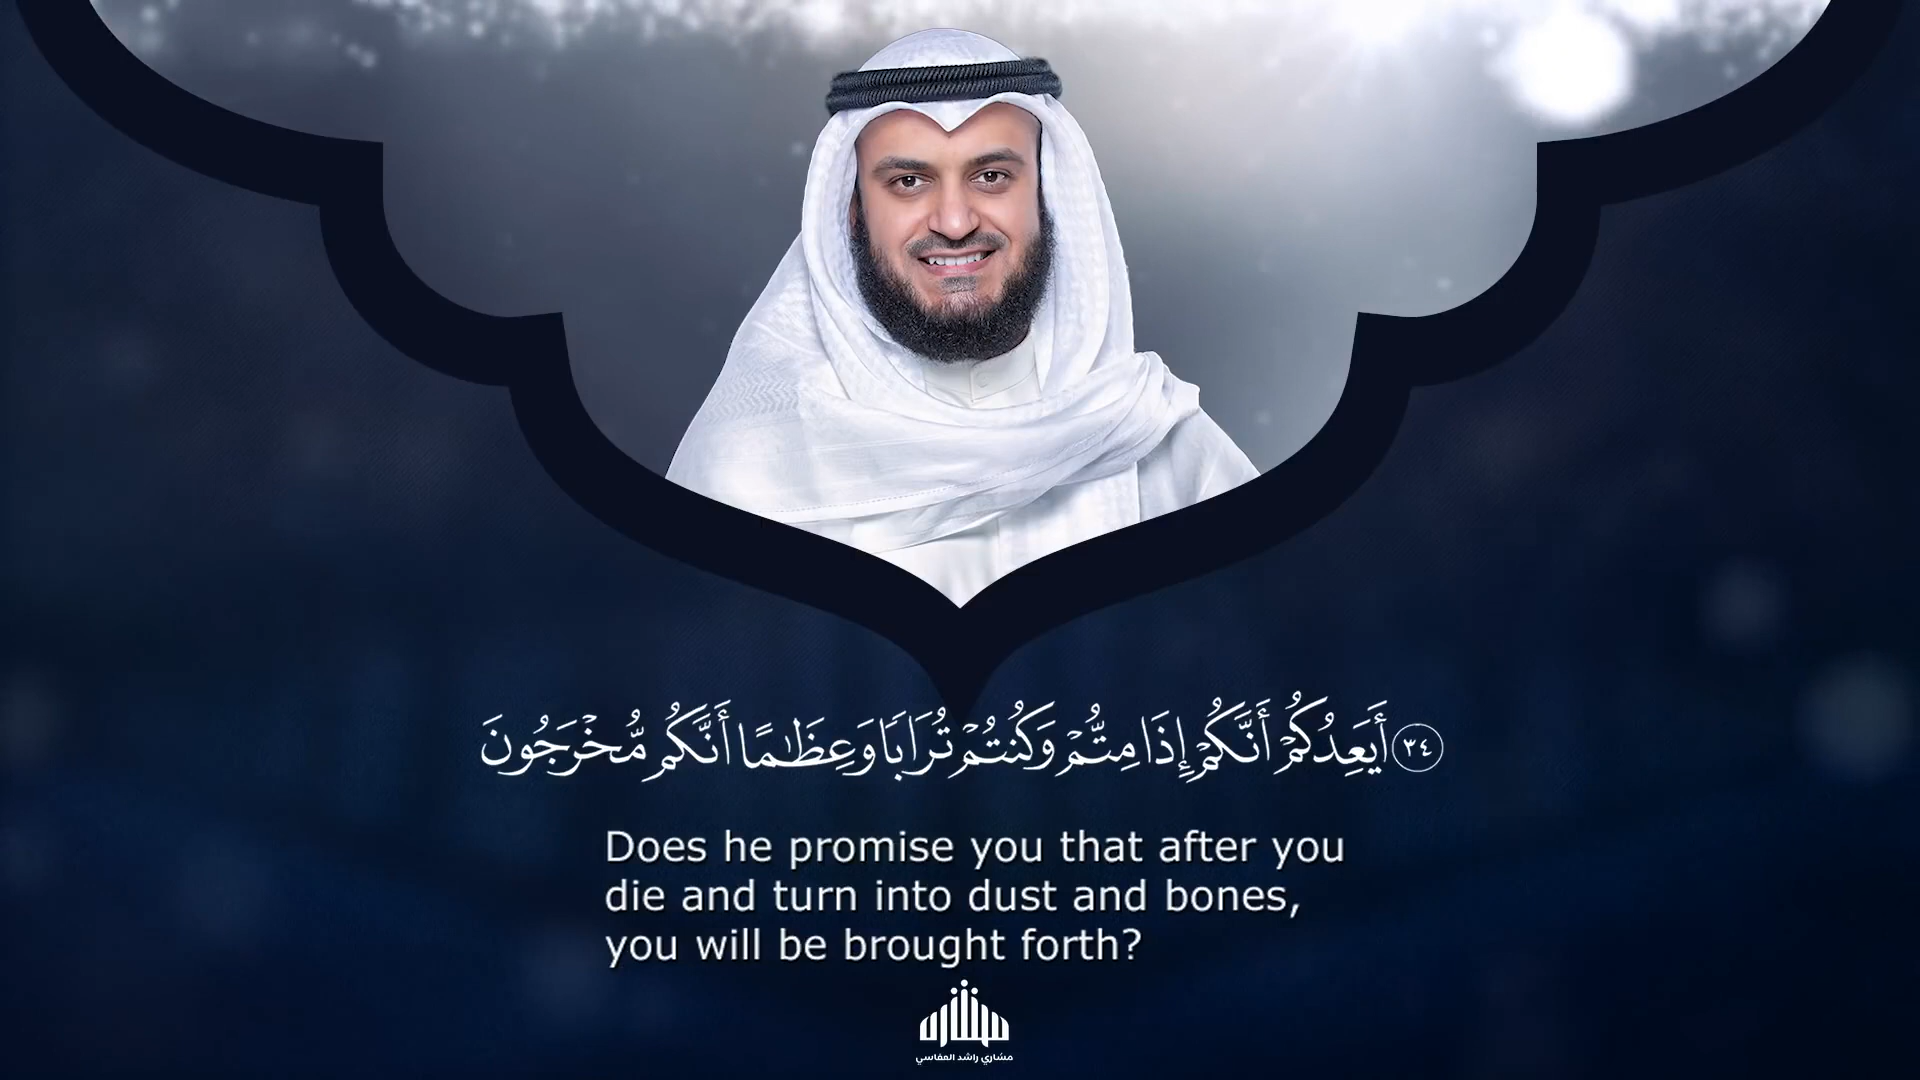 ٣٤ أَيَعِدُكُمْ أَنَّكُمْ إِذَا مِتُّمْ وَكُنتُمْ تُرَابًا وَعِظَٰمًا أَنَّكُم مُّخْرَجُونَ
Does he promise you that after you
die and turn into dust and bones,
you will be brought forth?
مشاري
مشاري راشد العفاسي